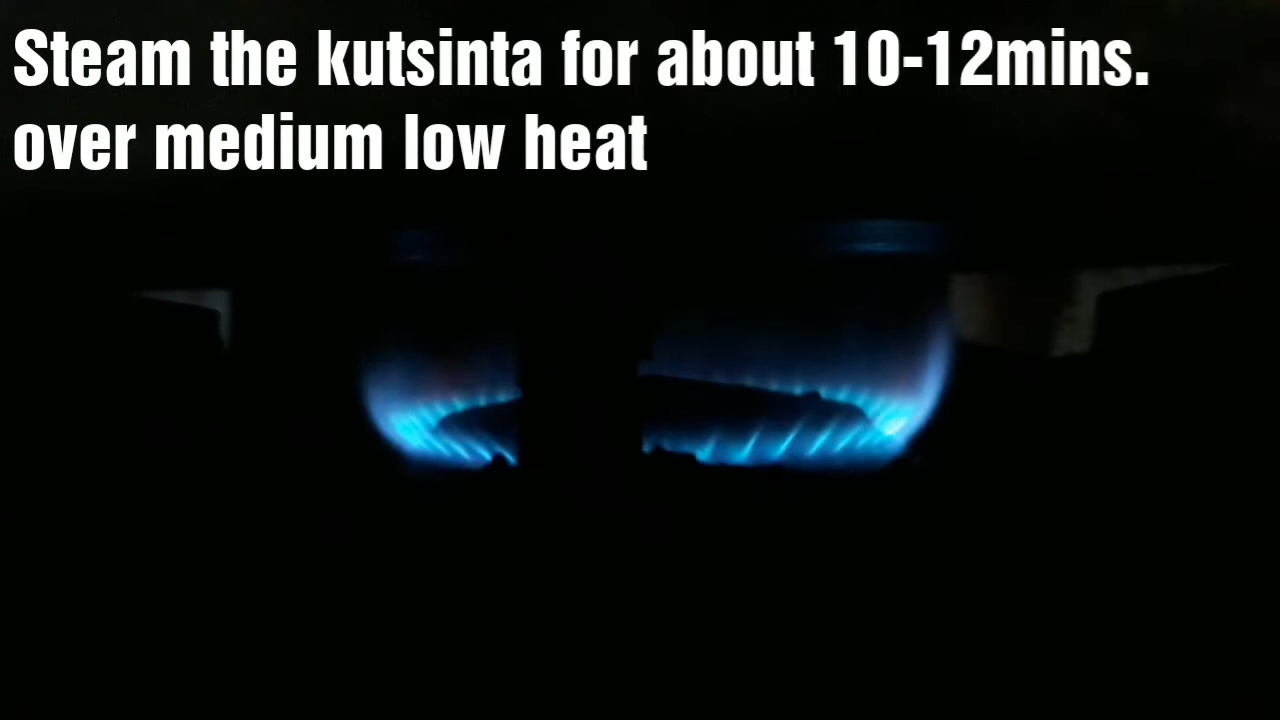 Steam the kutsinta for about 10-12mins.
over medium low heat